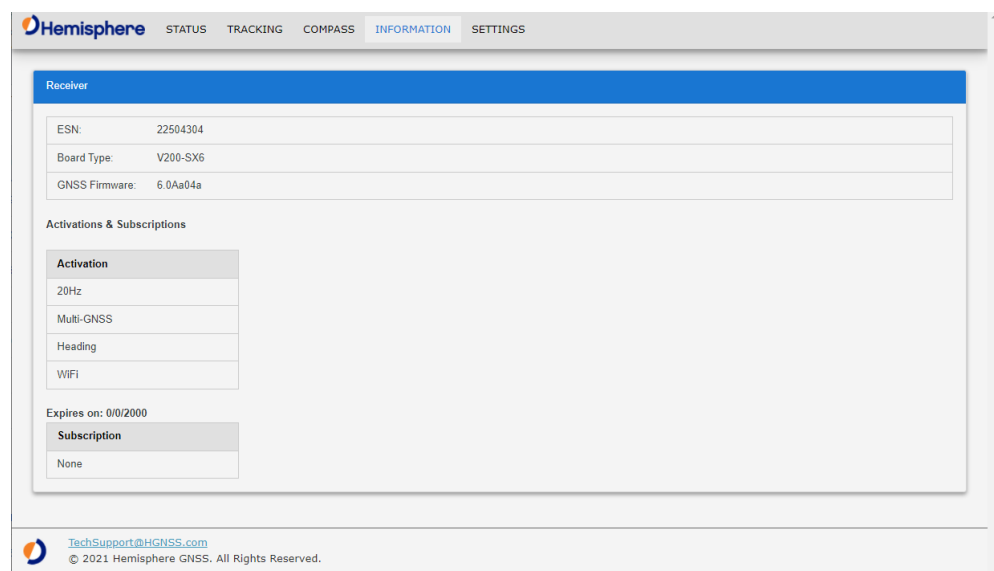 Hemisphere STATUS TRACKING COMPASS INFORMATION SETTINGS
Receiver
ESN: 22504304
Board Type: V200-SX6
GNSS Firmware: 6.0Aa04a
Activations & Subscriptions
Activation
20Hz
Multi-GNSS
Heading
WiFi
Expires on: 0/0/2000
Subscription
None
TechSupport@HGNSS.com
© 2021 Hemisphere GNSS. All Rights Reserved.